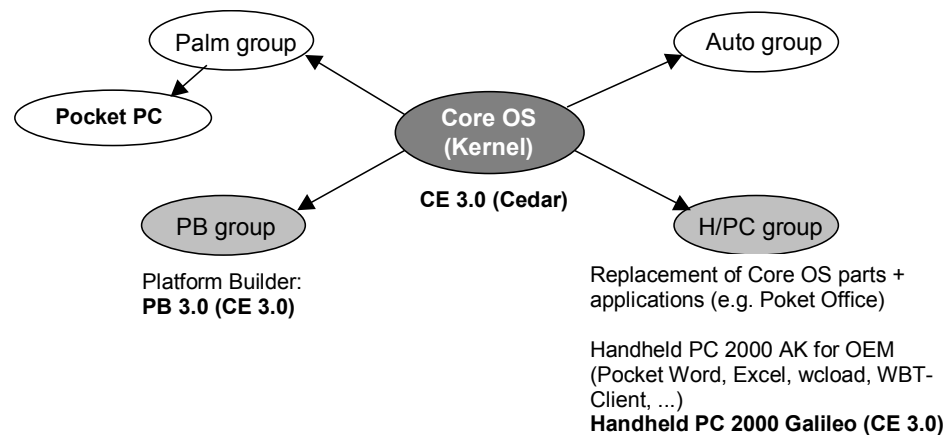 Palm group
Auto group
Pocket PC
Core OS
(Kernel)
CE 3.0 (Cedar)
PB group
H/PC group
Platform Builder:
PB 3.0 (CE 3.0)
Replacement of Core OS parts +
applications (e.g. Poket Office)
Handheld PC 2000 AK for OEM
(Pocket Word, Excel, wcload, WBT-
Client, ...)
Handheld PC 2000 Galileo (CE 3.0)